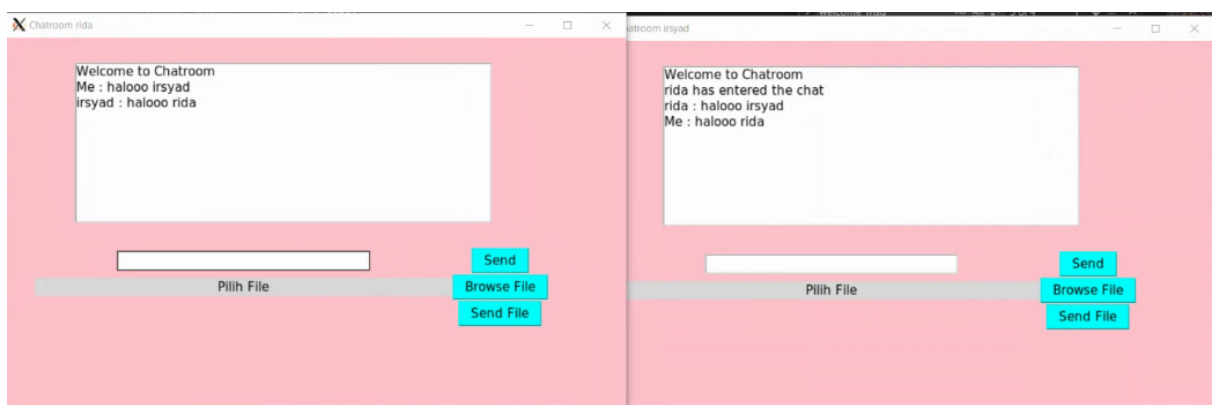 Chatroom rida
Welcome to Chatroom
Me : halooo irsyad
irsyad : halooo rida
Send
Pilih File
Browse File
Send File
atroom irsyad
Welcome to Chatroom
rida has entered the chat
rida : halooo irsyad
Me : halooo rida
Send
Pilih File
Browse File
Send File